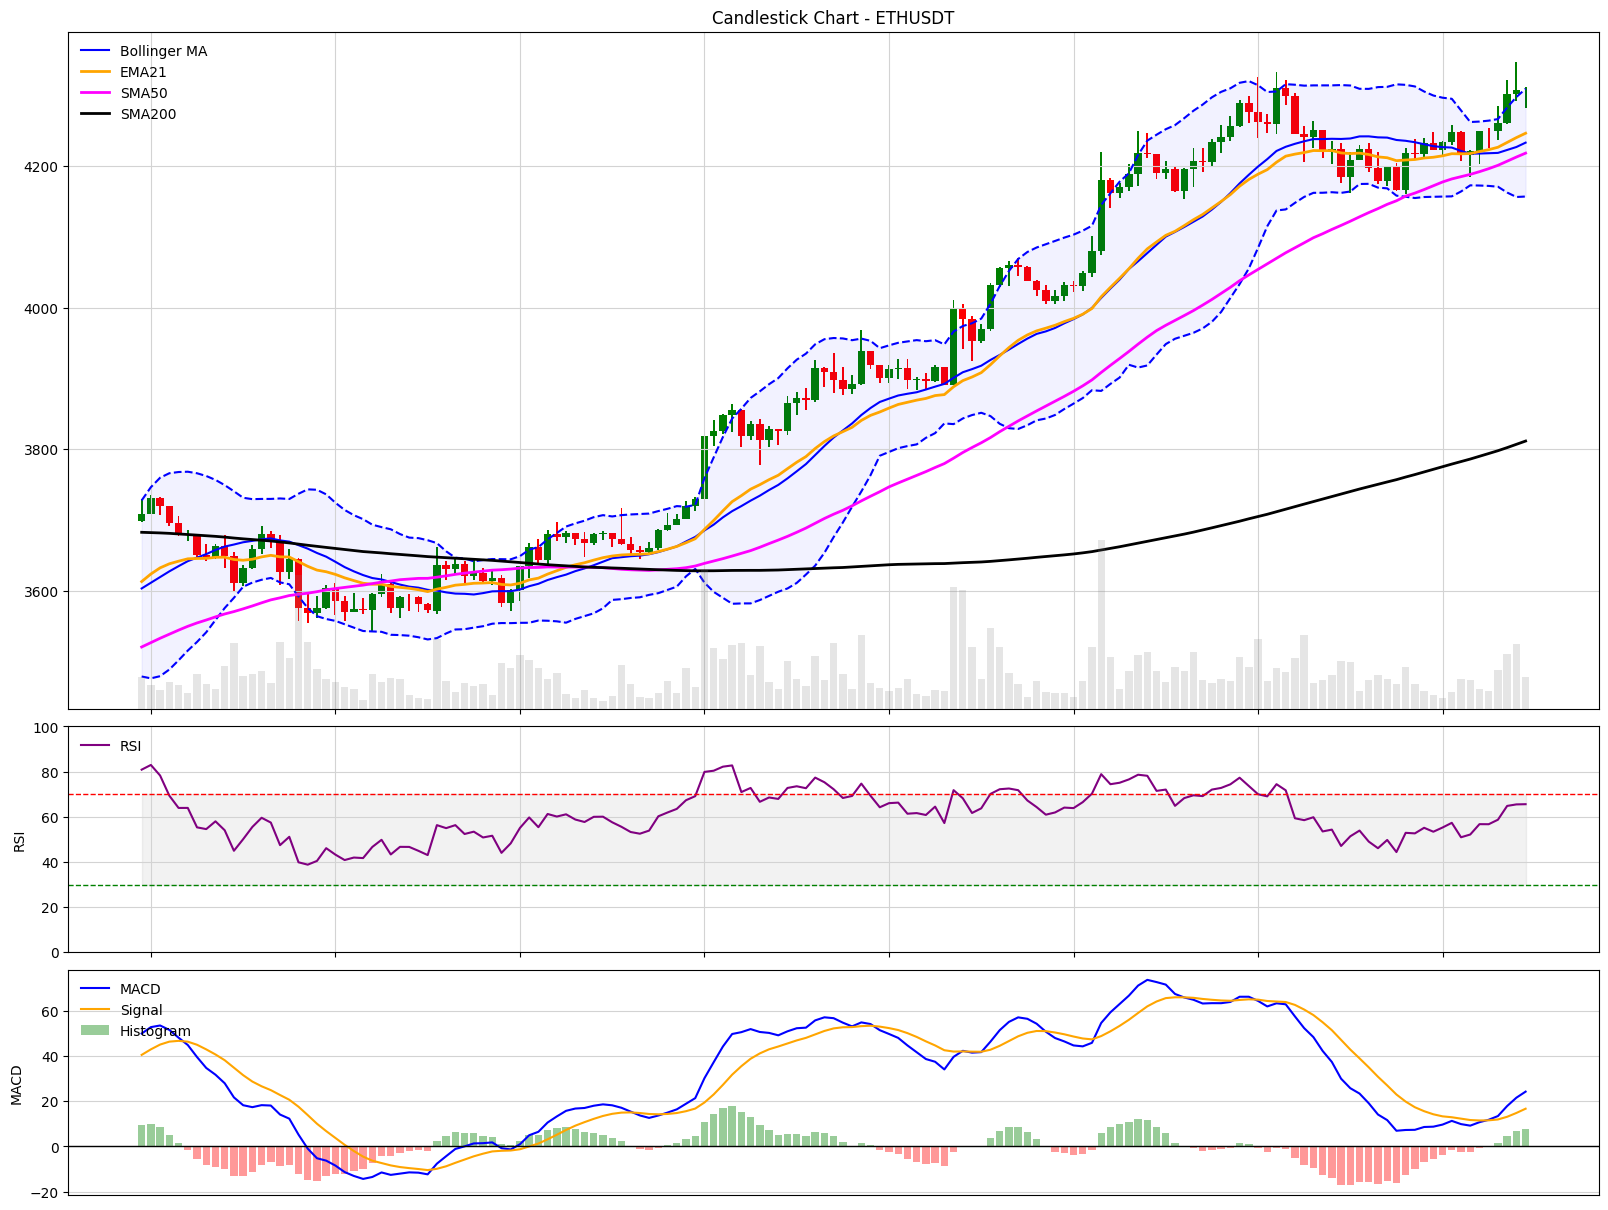 Candlestick Chart - ETHUSDT
Bollinger MA
EMA21
SMA50
SMA200
4200
4000
3800
3600
RSI
100
80
60
40
20
0
RSI
MACD
Signal
Histogram
60
40
20
0
−20
MACD